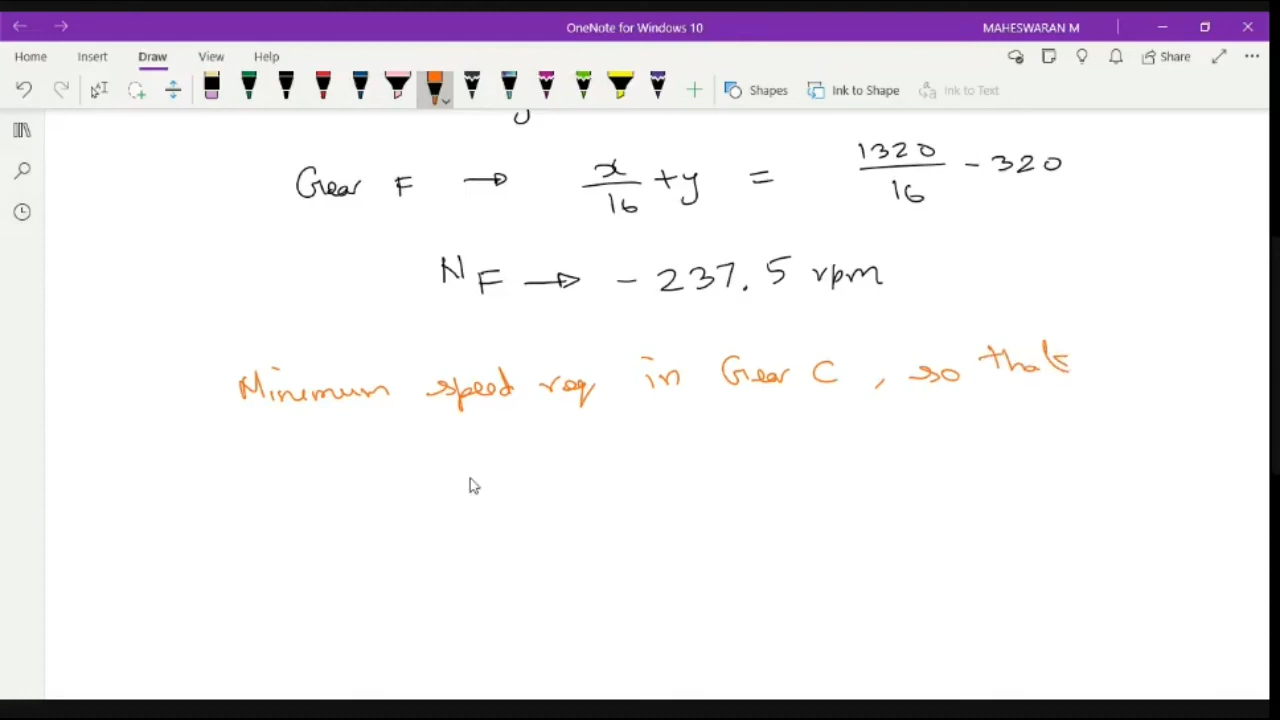 OneNote for Windows 10
MAHESWARAN M
Home Insert Draw View Help
Share
Shapes Ink to Shape Ink to Text
y
Gear F → x/16 + y = 1320/16 - 320
N F → - 237.5 rpm
Minimum speed req in Gear C, so that